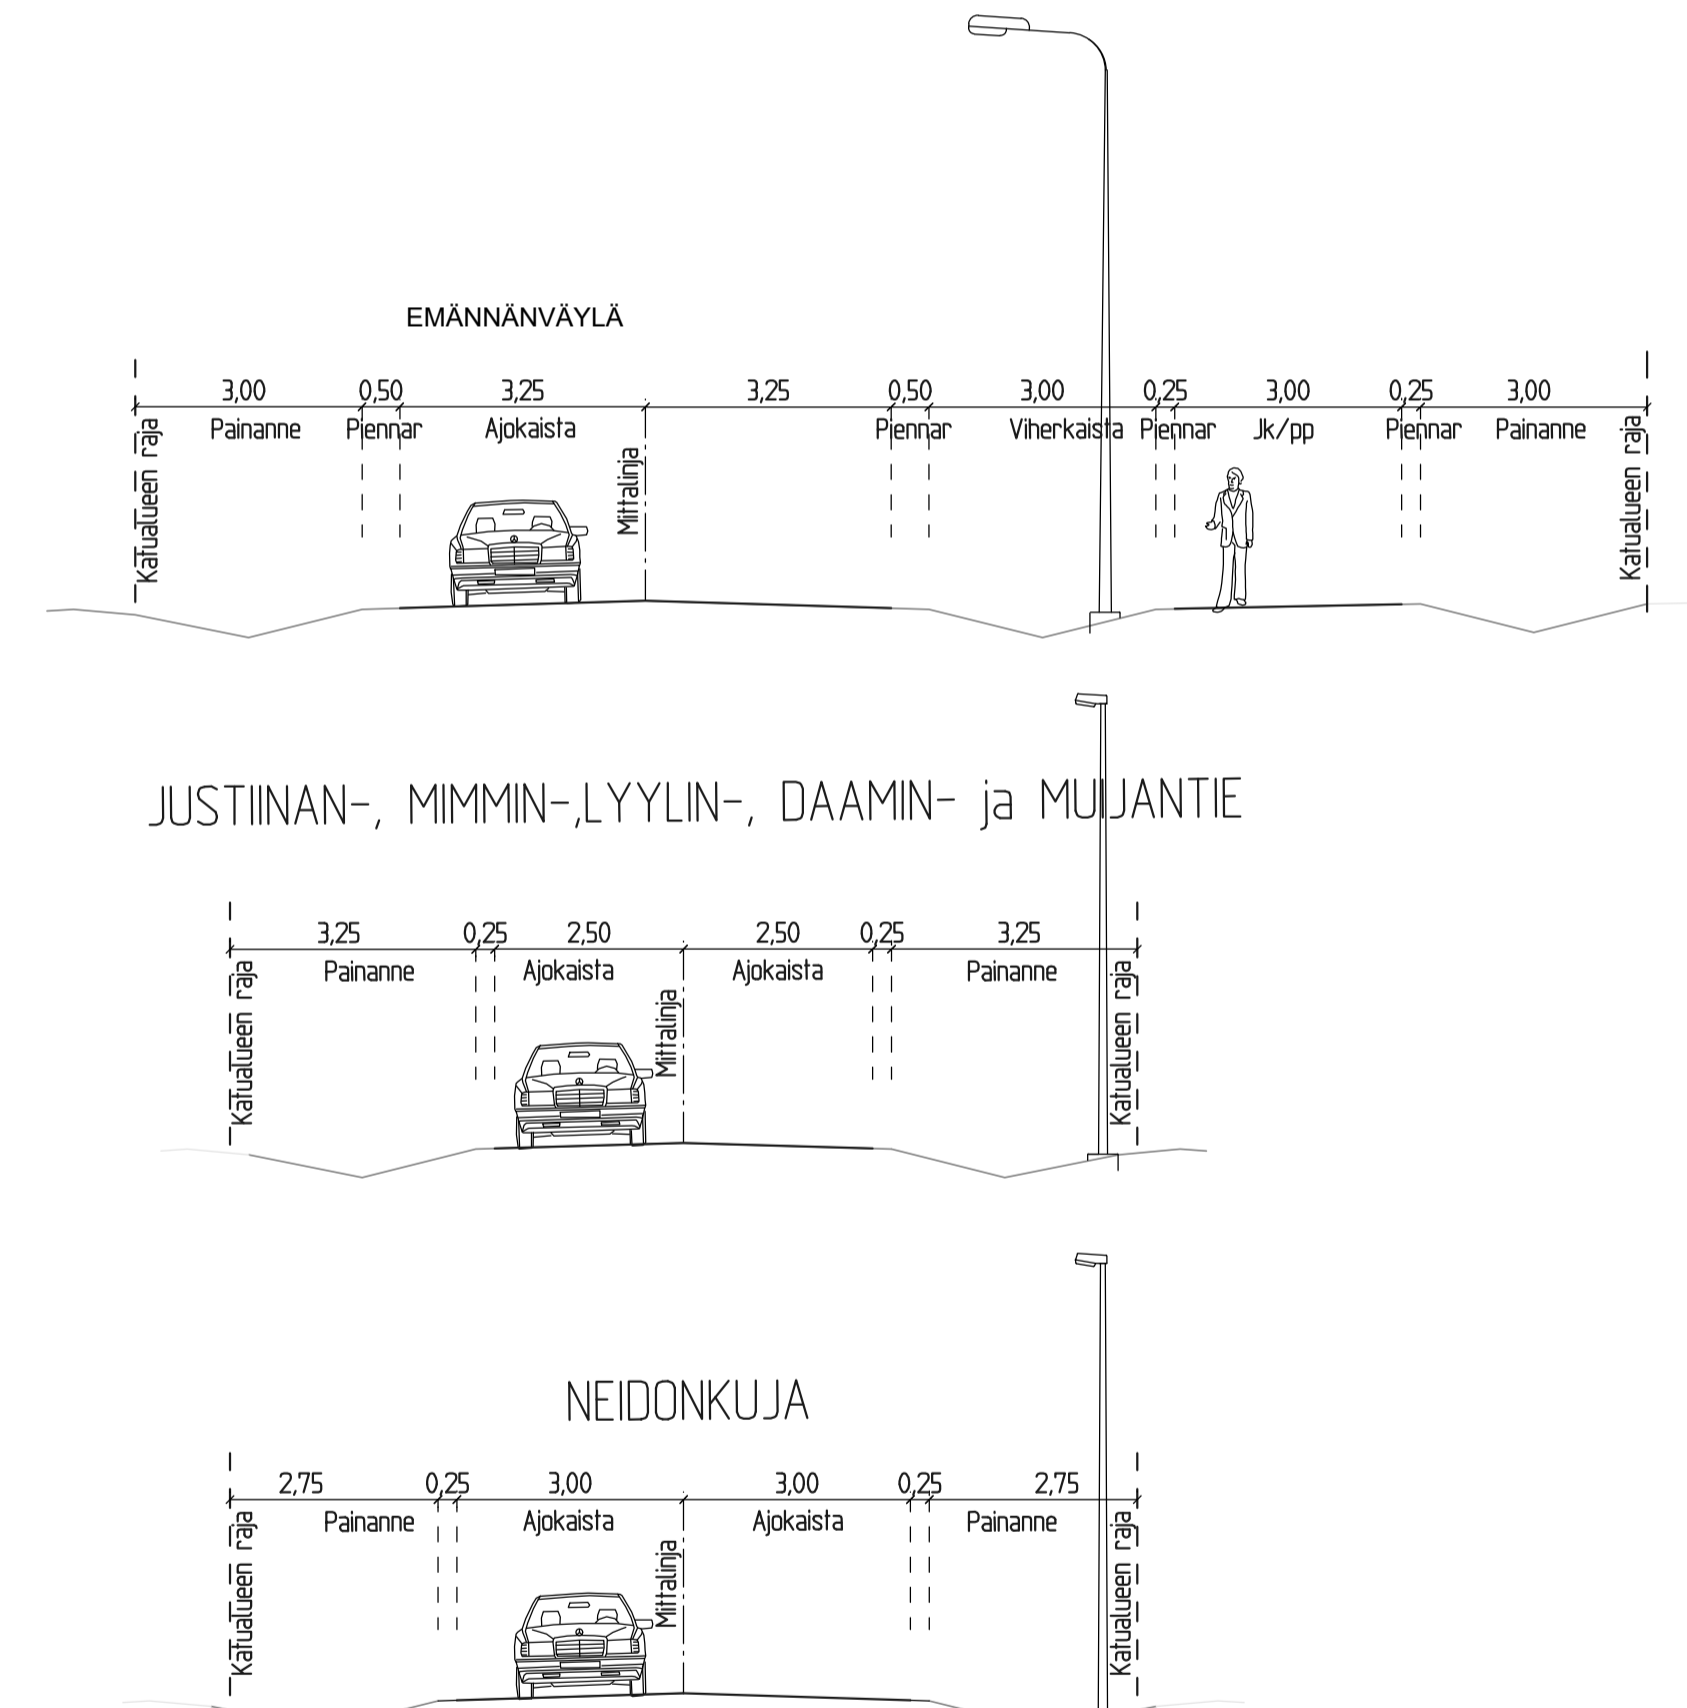 EMÄNNÄNVÄYLÄ
3,00 0,50 3,25 3,25 0,50 3,00 0,25 3,00 0,25 3,00
Painanne Piennar Ajokaista Piennar Viherkaista Piennar Jk/pp Piennar Painanne
Katualueen raja
Mittalinja
Katualueen raja
JUSTIINAN-, MIMMIN-,LYYLIN-, DAAMIN- ja MUIJANTIE
3,25 0,25 2,50 2,50 0,25 3,25
Painanne Ajokaista Ajokaista Painanne
Katualueen raja
Mittalinja
Katualueen raja
NEIDONKUJA
2,75 0,25 3,00 3,00 0,25 2,75
Painanne Ajokaista Ajokaista Painanne
Katualueen raja
Mittalinja
Katualueen raja